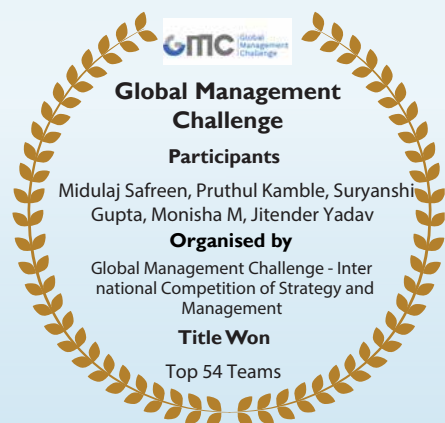 GMC Global
Management
Challenge
Global Management
Challenge
Participants
Midulaj Safreen, Pruthul Kamble, Suryanshi
Gupta, Monisha M, Jitender Yadav
Organised by
Global Management Challenge - Inter
national Competition of Strategy and
Management
Title Won
Top 54 Teams